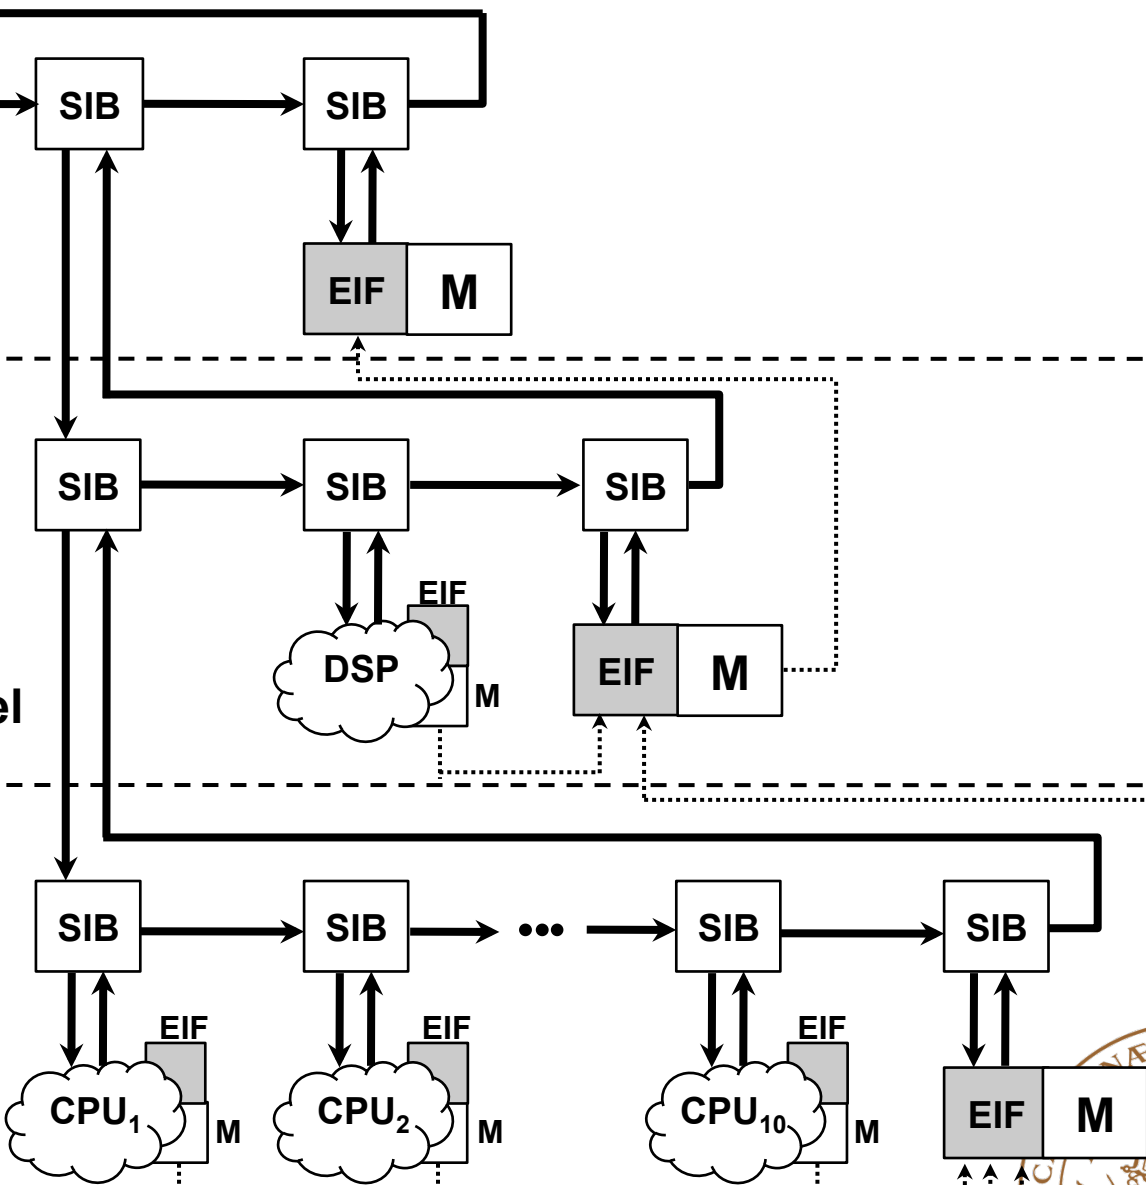 SIB SIB
EIF M
SIB SIB SIB
EIF
DSP
EIF M
M
el
SIB SIB ••• SIB SIB
EIF EIF EIF
CPU1 CPU2 CPU10 EIF M
M M M